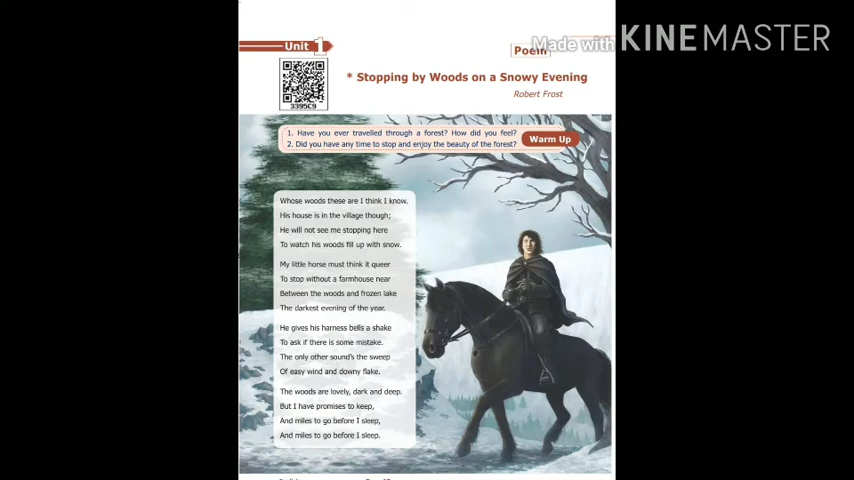 Made with KINEMASTER
Unit 1
Poem
3395C9
* Stopping by Woods on a Snowy Evening
Robert Frost
1. Have you ever travelled through a forest? How did you feel?
2. Did you have any time to stop and enjoy the beauty of the forest?
Warm Up
Whose woods these are I think I know.
His house is in the village though;
He will not see me stopping here
To watch his woods fill up with snow.
My little horse must think it queer
To stop without a farmhouse near
Between the woods and frozen lake
The darkest evening of the year.
He gives his harness bells a shake
To ask if there is some mistake.
The only other sound's the sweep
Of easy wind and downy flake.
The woods are lovely, dark and deep.
But I have promises to keep,
And miles to go before I sleep,
And miles to go before I sleep.